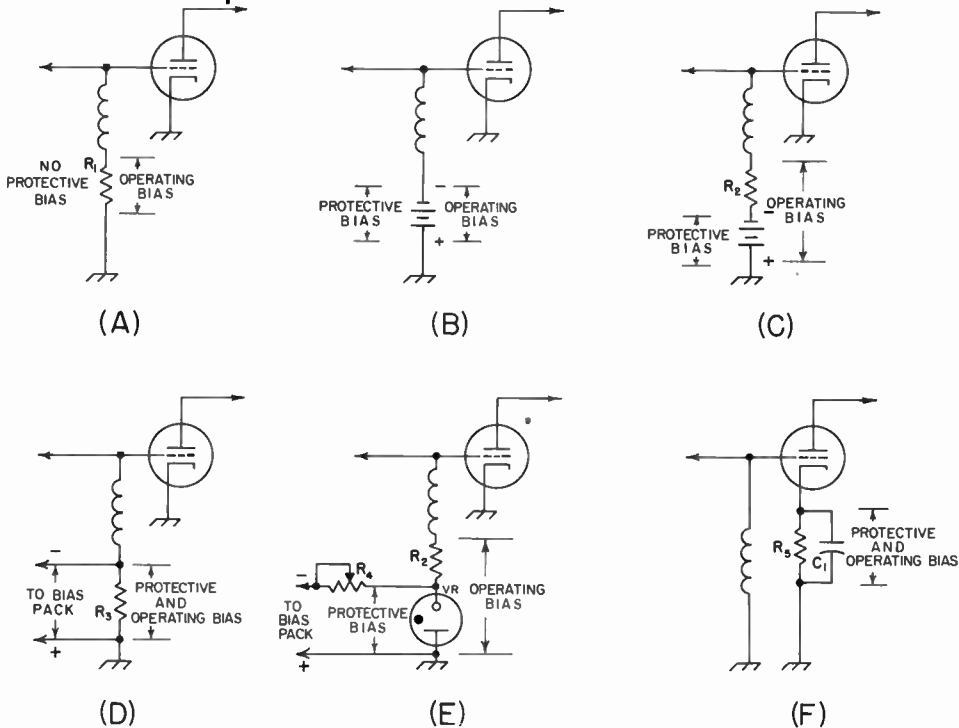 NO
PROTECTIVE
BIAS
R1
OPERATING
BIAS
(A)
PROTECTIVE
BIAS
-
+
OPERATING
BIAS
(B)
R2
-
+
PROTECTIVE
BIAS
OPERATING
BIAS
(C)
-
TO BIAS
PACK
+
R3
PROTECTIVE
AND
OPERATING BIAS
(D)
-
R4
R2
VR
TO
BIAS
PACK
+
PROTECTIVE
BIAS
OPERATING
BIAS
(E)
R5
C1
PROTECTIVE
AND
OPERATING BIAS
(F)